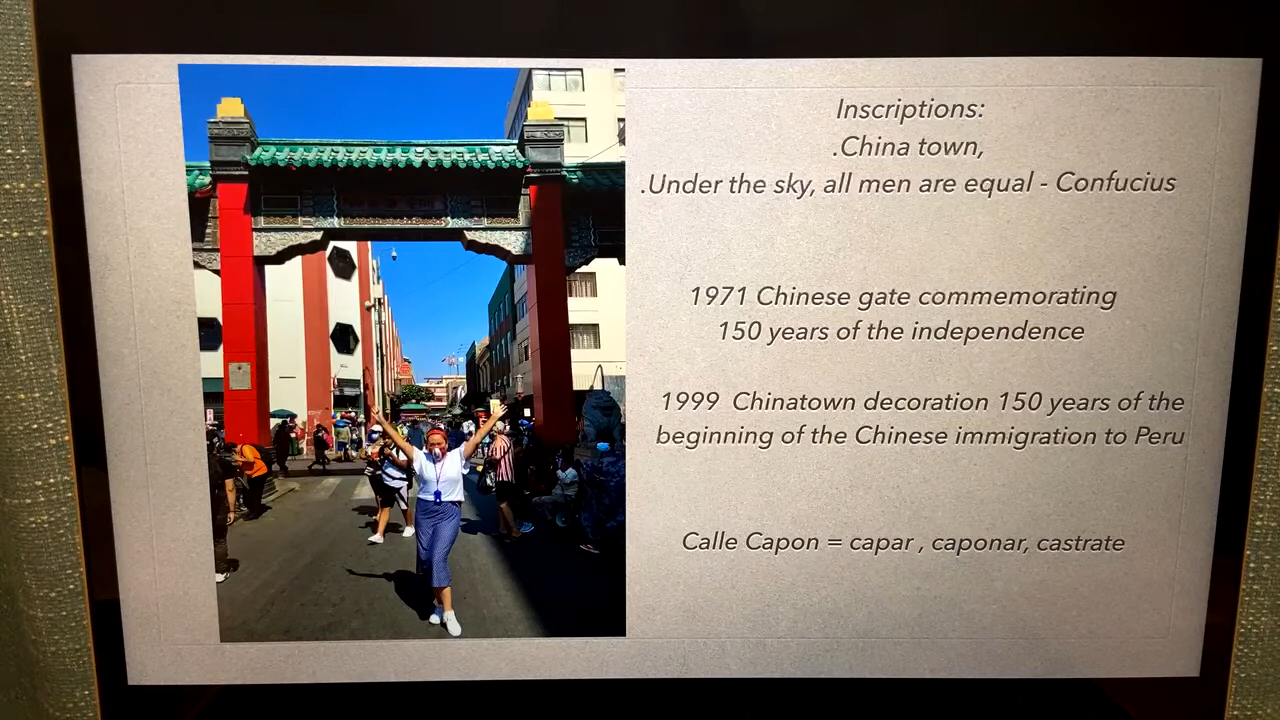 Inscriptions:
.China town,
.Under the sky, all men are equal - Confucius
1971 Chinese gate commemorating
150 years of the independence
1999 Chinatown decoration 150 years of the
beginning of the Chinese immigration to Peru
Calle Capon = capar , caponar, castrate